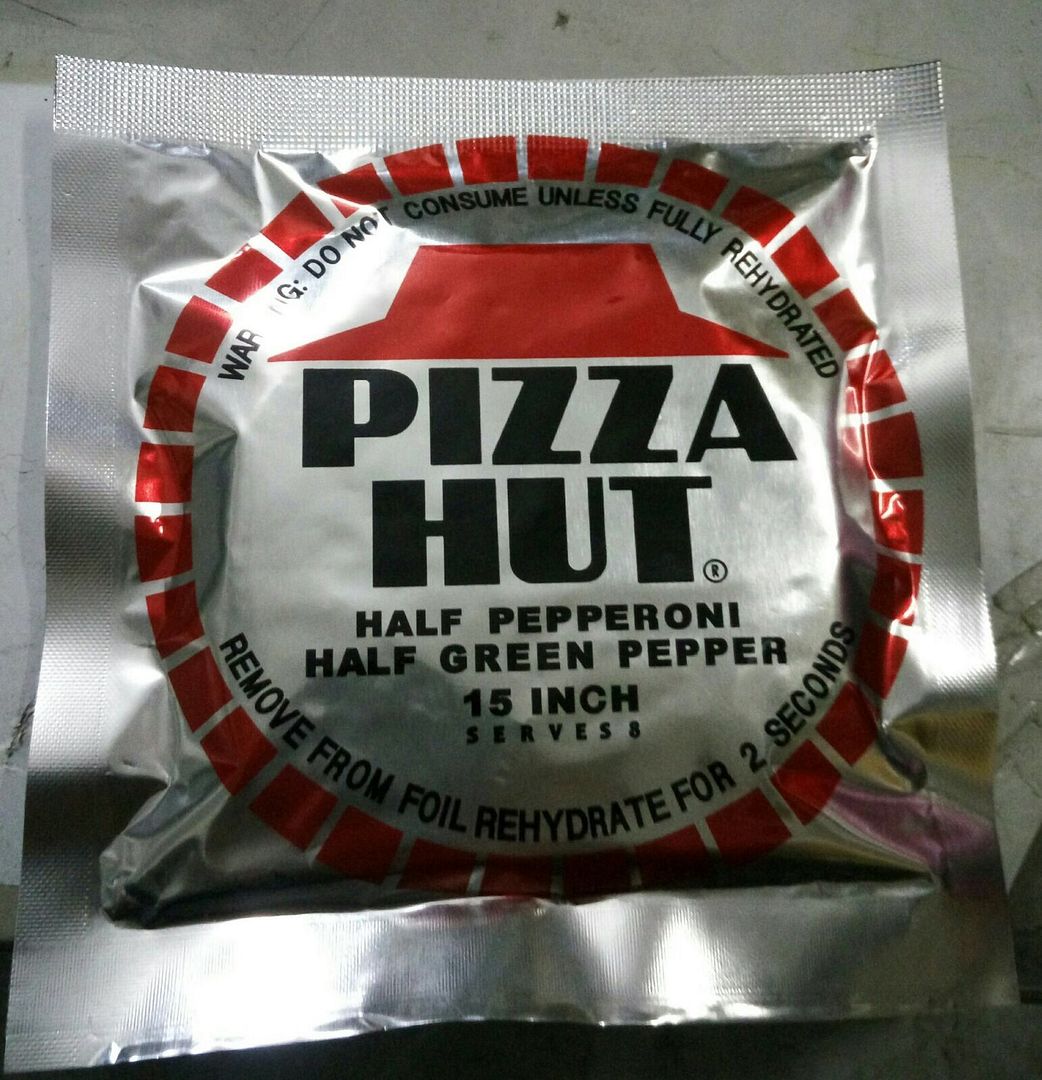 WARNING: DO NOT CONSUME UNLESS FULLY REHYDRATED
PIZZA
HUT®
HALF PEPPERONI
HALF GREEN PEPPER
15 INCH
SERVES 8
REMOVE FROM FOIL REHYDRATE FOR 2 SECONDS